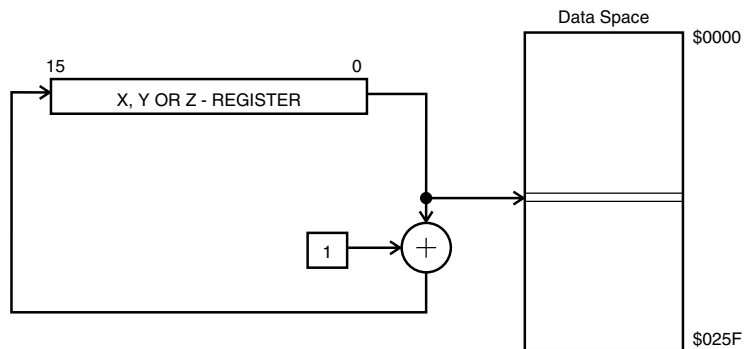 Data Space
$0000
15
0
X, Y OR Z - REGISTER
1
+
$025F